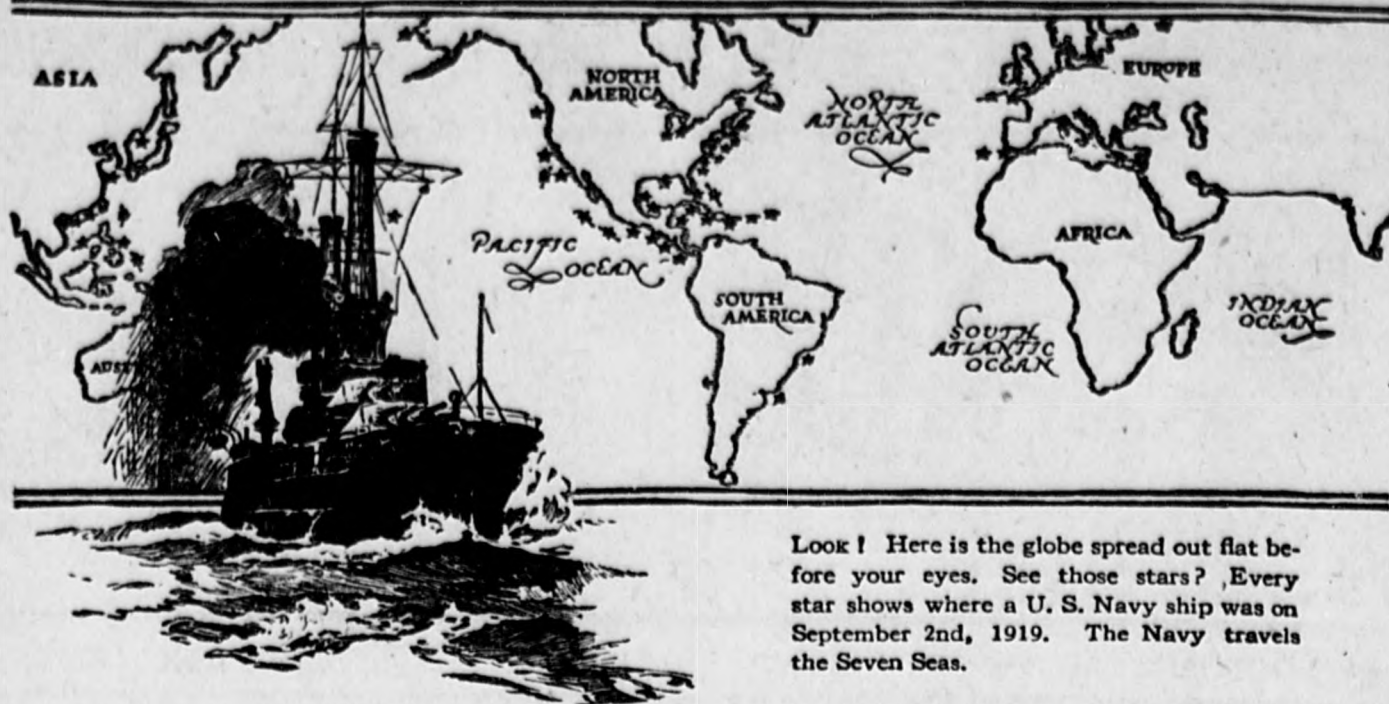 ASIA
NORTH
AMERICA
NORTH
ATLANTIC
OCEAN
EUROPE
PACIFIC
OCEAN
AFRICA
SOUTH
AMERICA
SOUTH
ATLANTIC
OCEAN
INDIAN
OCEAN
AUST
Look! Here is the globe spread out flat be-
fore your eyes. See those stars? Every
star shows where a U. S. Navy ship was on
September 2nd, 1919. The Navy travels
the Seven Seas.